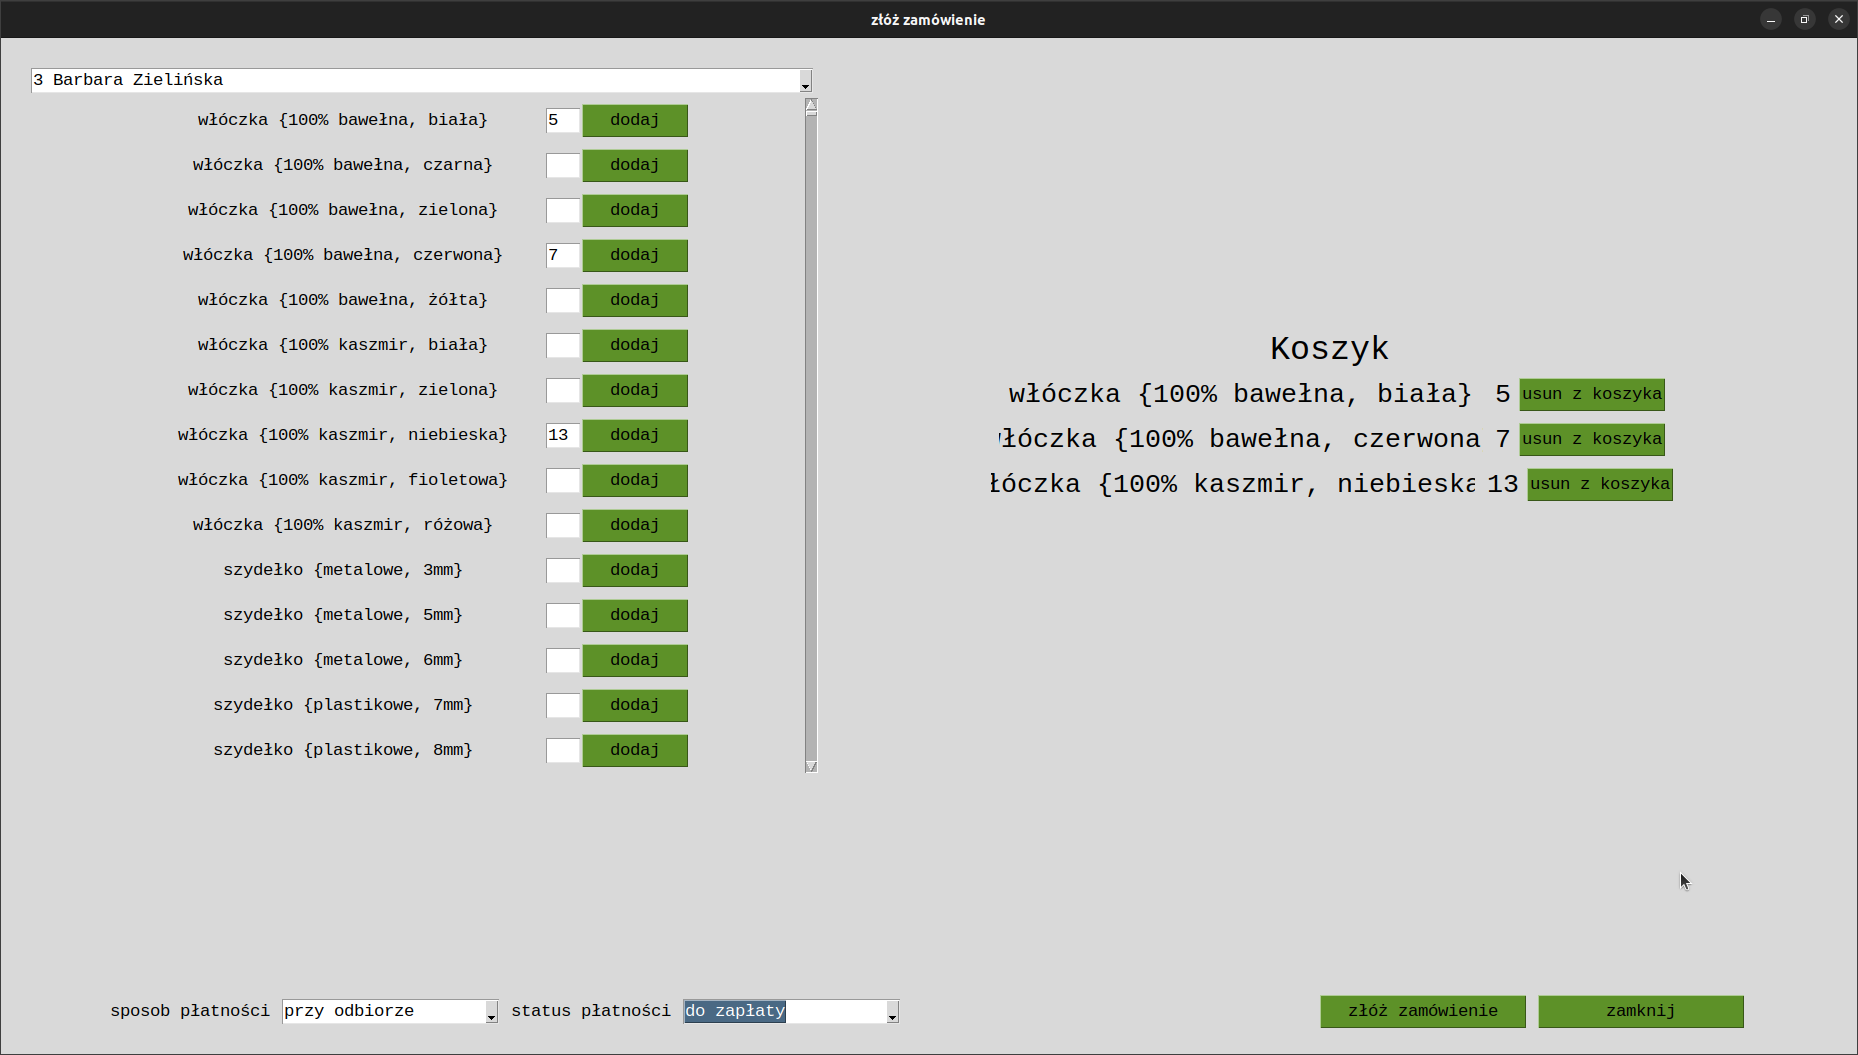 złóż zamówienie
3 Barbara Zielińska
włóczka {100% bawełna, biała} 5 dodaj
włóczka {100% bawełna, czarna} dodaj
włóczka {100% bawełna, zielona} dodaj
włóczka {100% bawełna, czerwona} 7 dodaj
włóczka {100% bawełna, żółta} dodaj
włóczka {100% kaszmir, biała} dodaj
włóczka {100% kaszmir, zielona} dodaj
włóczka {100% kaszmir, niebieska} 13 dodaj
włóczka {100% kaszmir, fioletowa} dodaj
włóczka {100% kaszmir, różowa} dodaj
szydełko {metalowe, 3mm} dodaj
szydełko {metalowe, 5mm} dodaj
szydełko {metalowe, 6mm} dodaj
szydełko {plastikowe, 7mm} dodaj
szydełko {plastikowe, 8mm} dodaj
Koszyk
włóczka {100% bawełna, biała} 5 usun z koszyka
włóczka {100% bawełna, czerwona 7 usun z koszyka
łóczka {100% kaszmir, niebieska 13 usun z koszyka
sposob płatności przy odbiorze status płatności do zapłaty złóż zamówienie zamknij